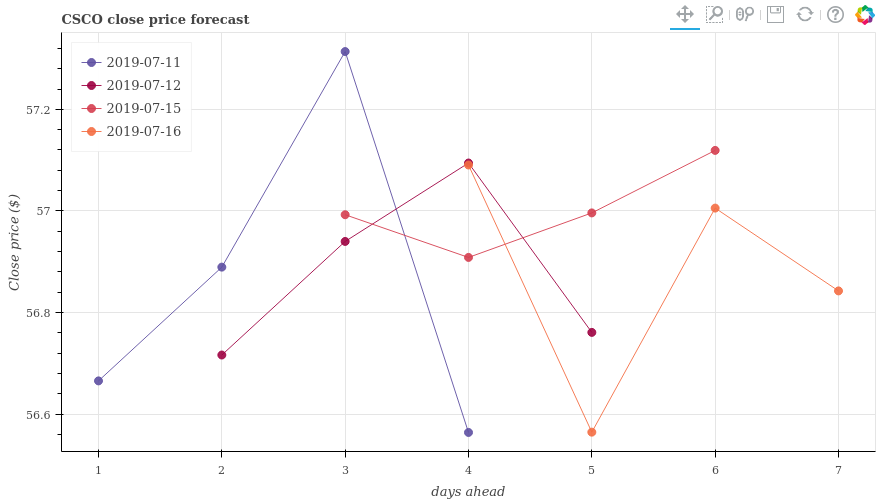 CSCO close price forecast
2019-07-11
2019-07-12
2019-07-15
2019-07-16
57.2
57
56.8
56.6
Close price ($)
1 2 3 4 5 6 7
days ahead